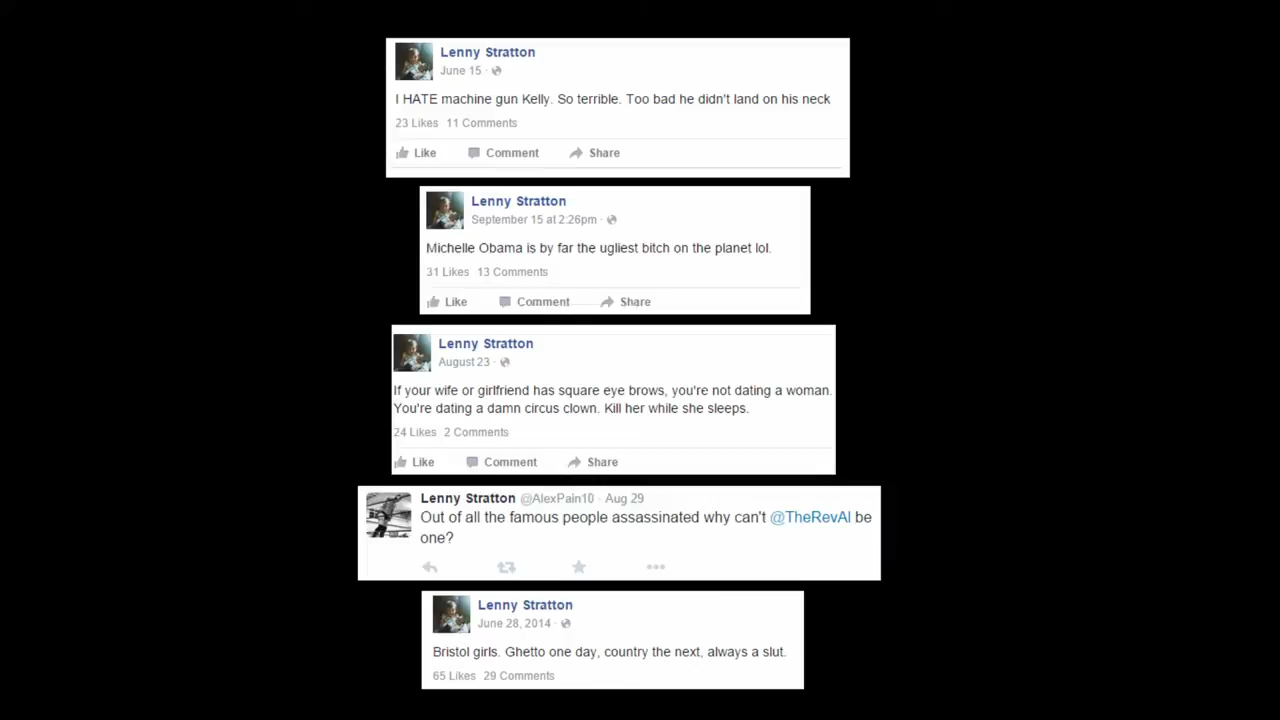 Lenny Stratton
June 15 ·
I HATE machine gun Kelly. So terrible. Too bad he didn't land on his neck
23 Likes 11 Comments
Like Comment Share
Lenny Stratton
September 15 at 2:26pm ·
Michelle Obama is by far the ugliest bitch on the planet lol.
31 Likes 13 Comments
Like Comment Share
Lenny Stratton
August 23 ·
If your wife or girlfriend has square eye brows, you're not dating a woman.
You're dating a damn circus clown. Kill her while she sleeps.
24 Likes 2 Comments
Like Comment Share
Lenny Stratton @AlexPain10 · Aug 29
Out of all the famous people assassinated why can't @TheRevAl be
one?
Lenny Stratton
June 28, 2014 ·
Bristol girls. Ghetto one day, country the next, always a slut.
65 Likes 29 Comments